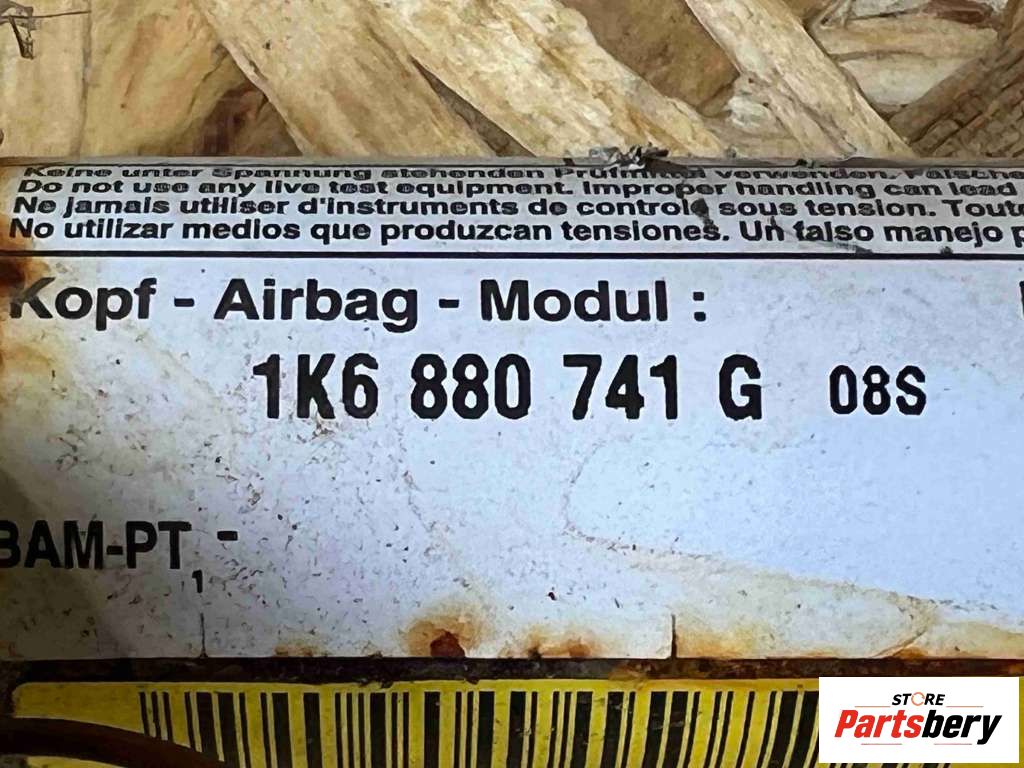 Keine unter Spannung stehenden Prüfmittel verwenden. Falsche
Do not use any live test equipment. Improper handling can lead
Ne jamais utiliser d'instruments de controle sous tension. Toute
No utilizar medios que produzcan tensiones. Un falso manejo p
Kopf - Airbag - Modul :
1K6 880 741 G 08S
BAM-PT, -
1
STORE
Partsbery